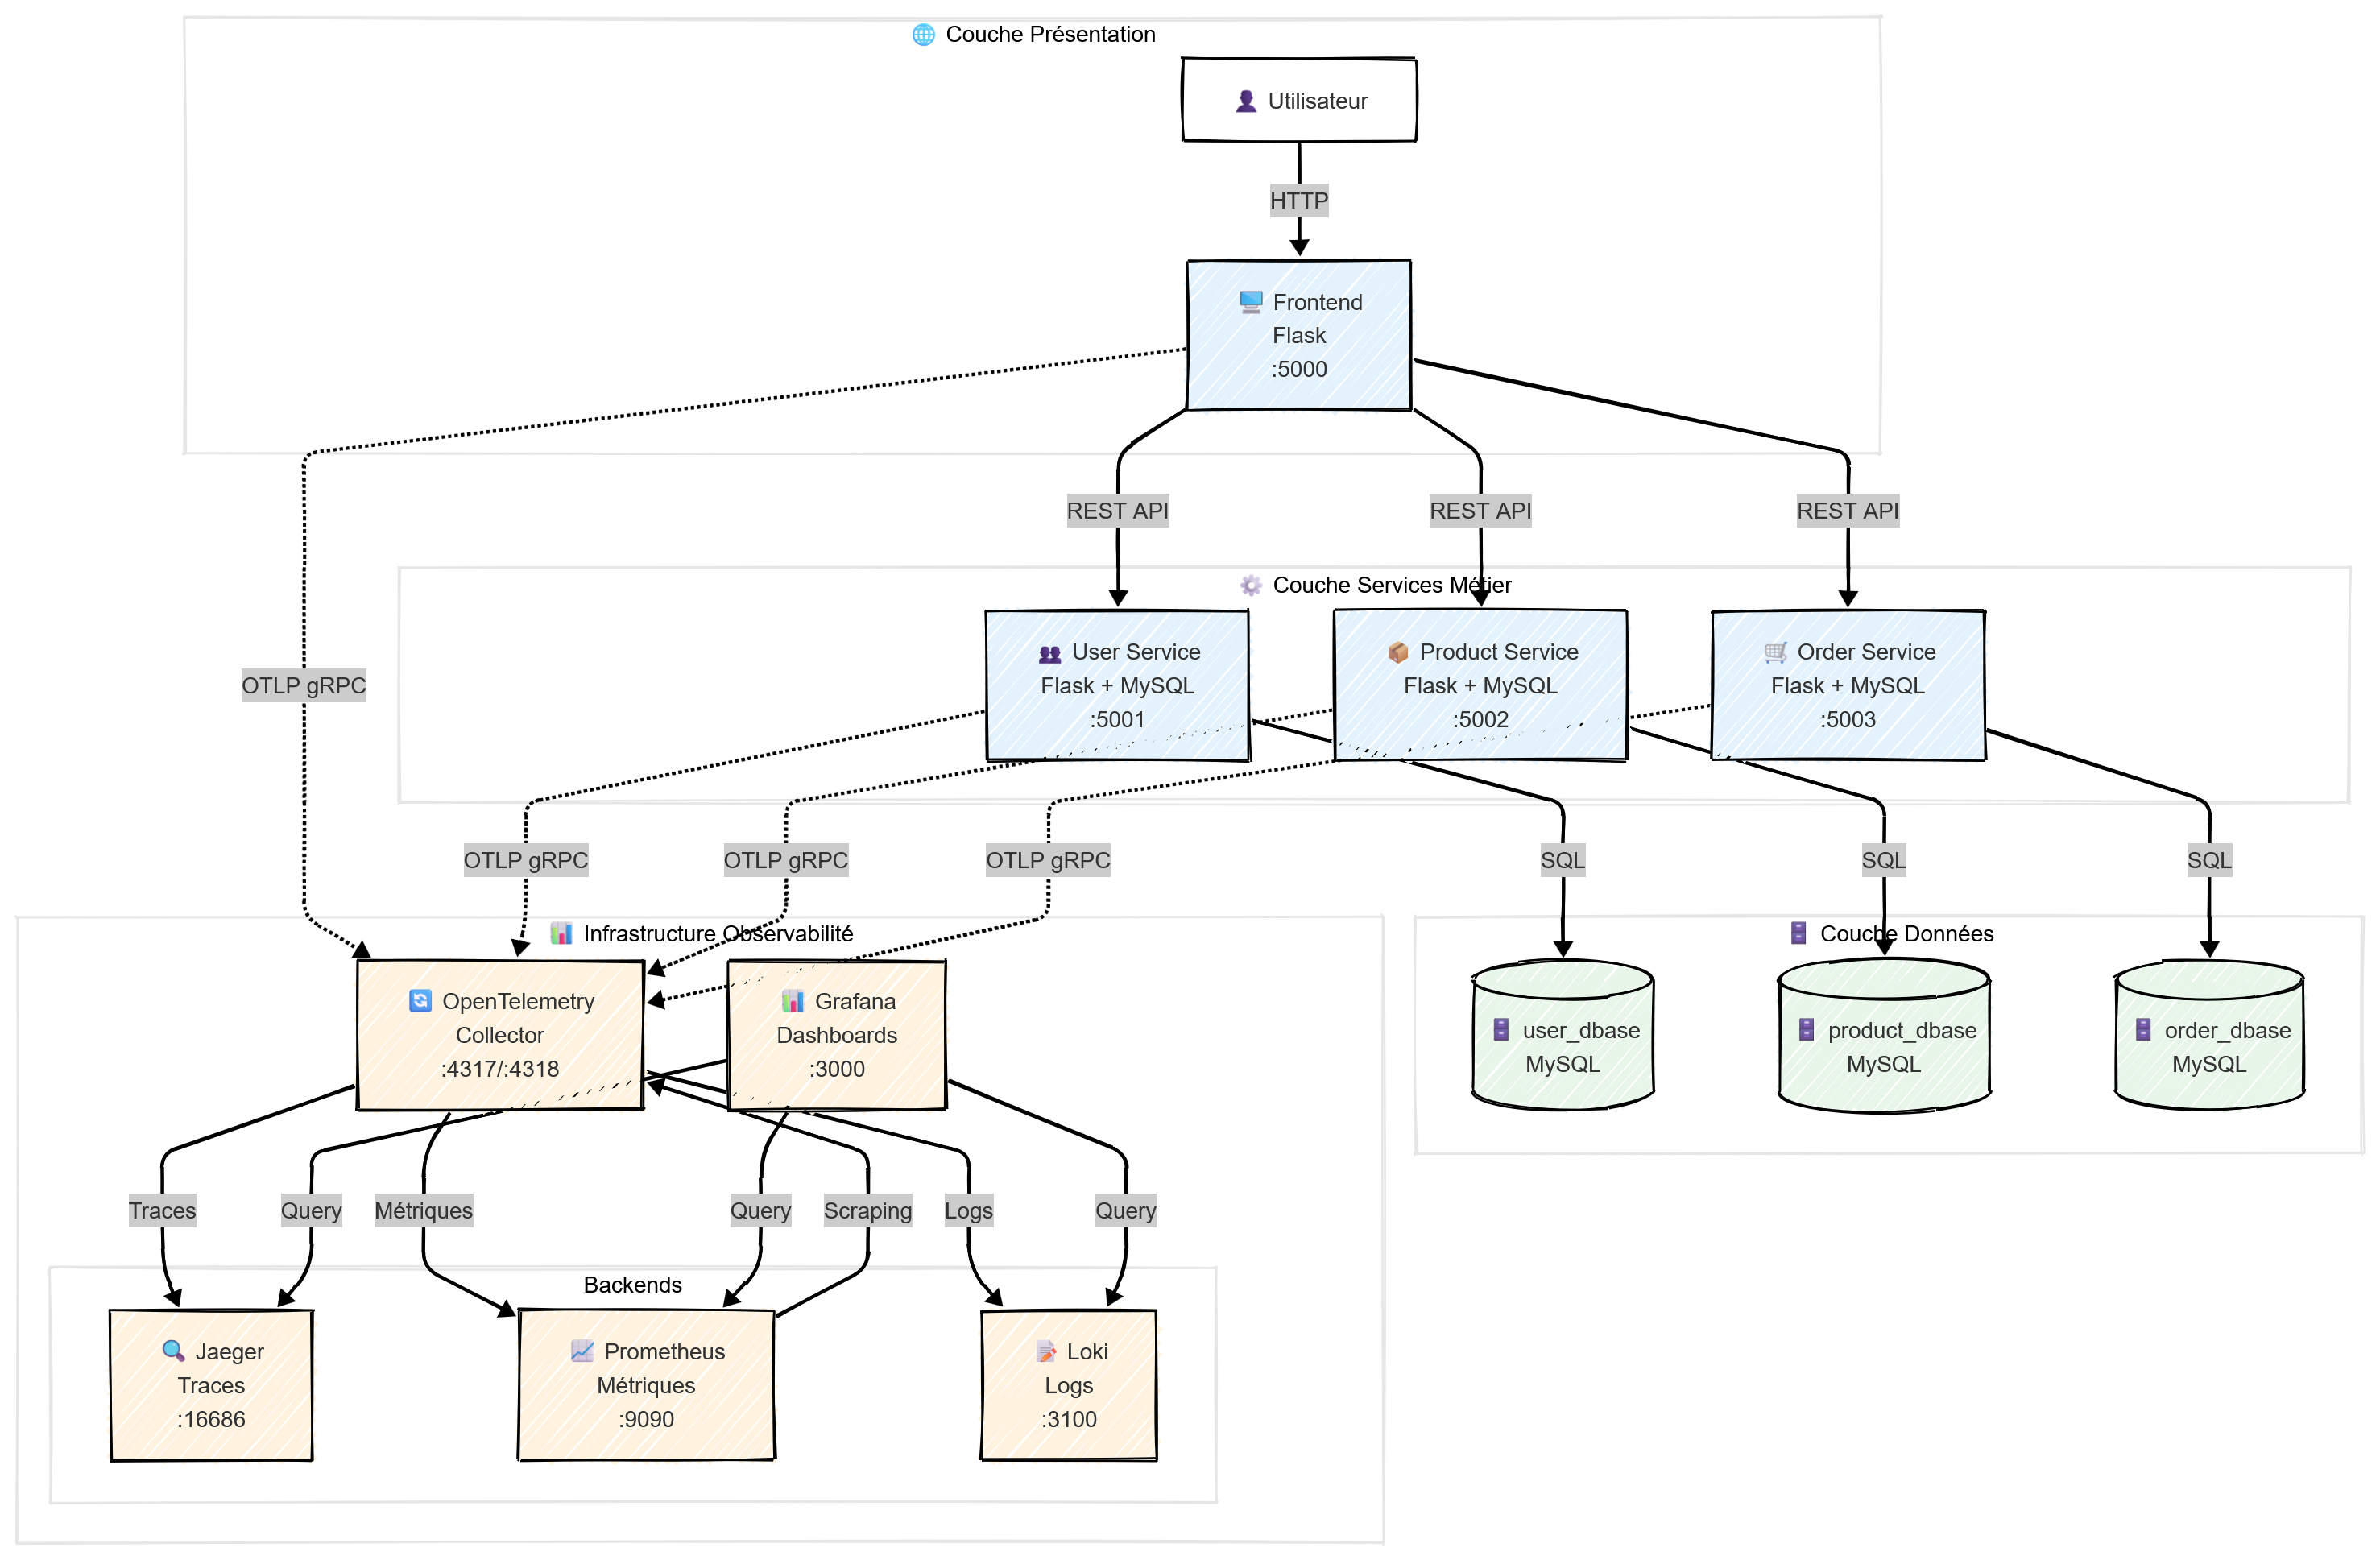 Couche Présentation
Utilisateur
HTTP
Frontend
Flask
:5000
REST API
REST API
REST API
Couche Services Métier
User Service
Flask + MySQL
:5001
Product Service
Flask + MySQL
:5002
Order Service
Flask + MySQL
:5003
OTLP gRPC
OTLP gRPC
OTLP gRPC
OTLP gRPC
SQL
SQL
SQL
Infrastructure Observabilité
OpenTelemetry
Collector
:4317/:4318
Grafana
Dashboards
:3000
Couche Données
user_dbase
MySQL
product_dbase
MySQL
order_dbase
MySQL
Traces
Query
Métriques
Query
Scraping
Logs
Query
Backends
Jaeger
Traces
:16686
Prometheus
Métriques
:9090
Loki
Logs
:3100